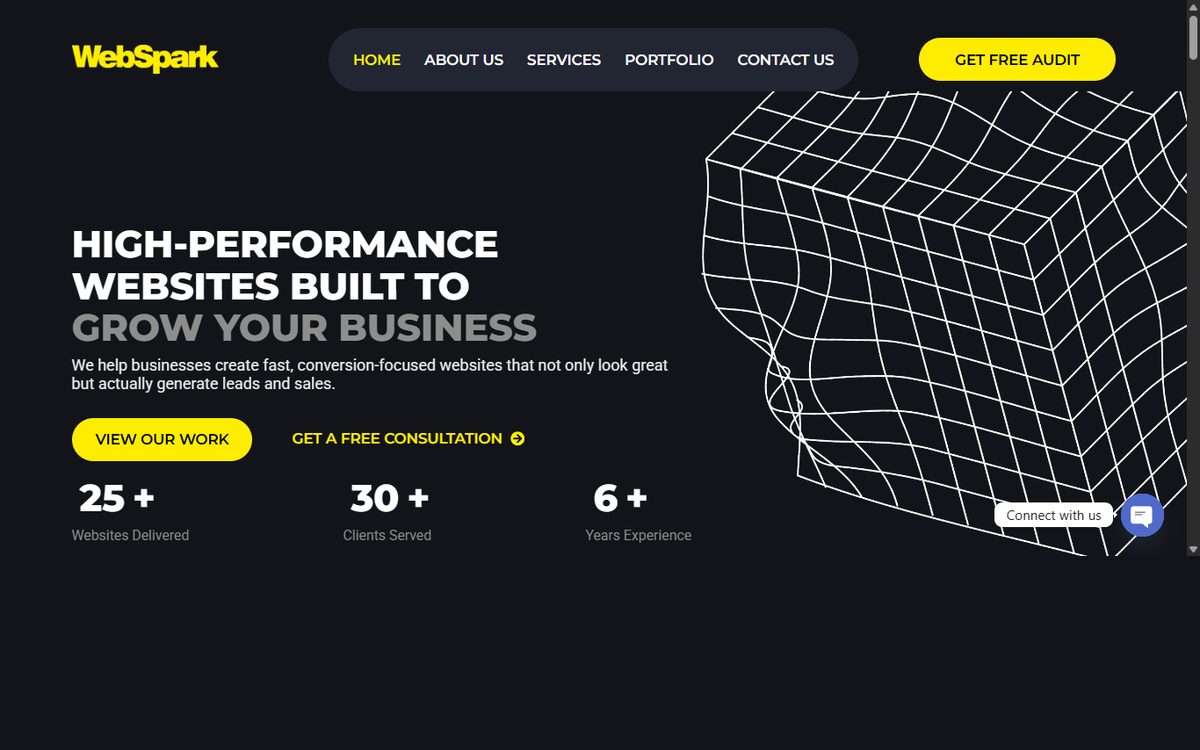 WebSpark
HOME ABOUT US SERVICES PORTFOLIO CONTACT US
GET FREE AUDIT
HIGH-PERFORMANCE
WEBSITES BUILT TO
GROW YOUR BUSINESS
We help businesses create fast, conversion-focused websites that not only look great
but actually generate leads and sales.
VIEW OUR WORK
GET A FREE CONSULTATION
25 +
Websites Delivered
30 +
Clients Served
6 +
Years Experience
Connect with us